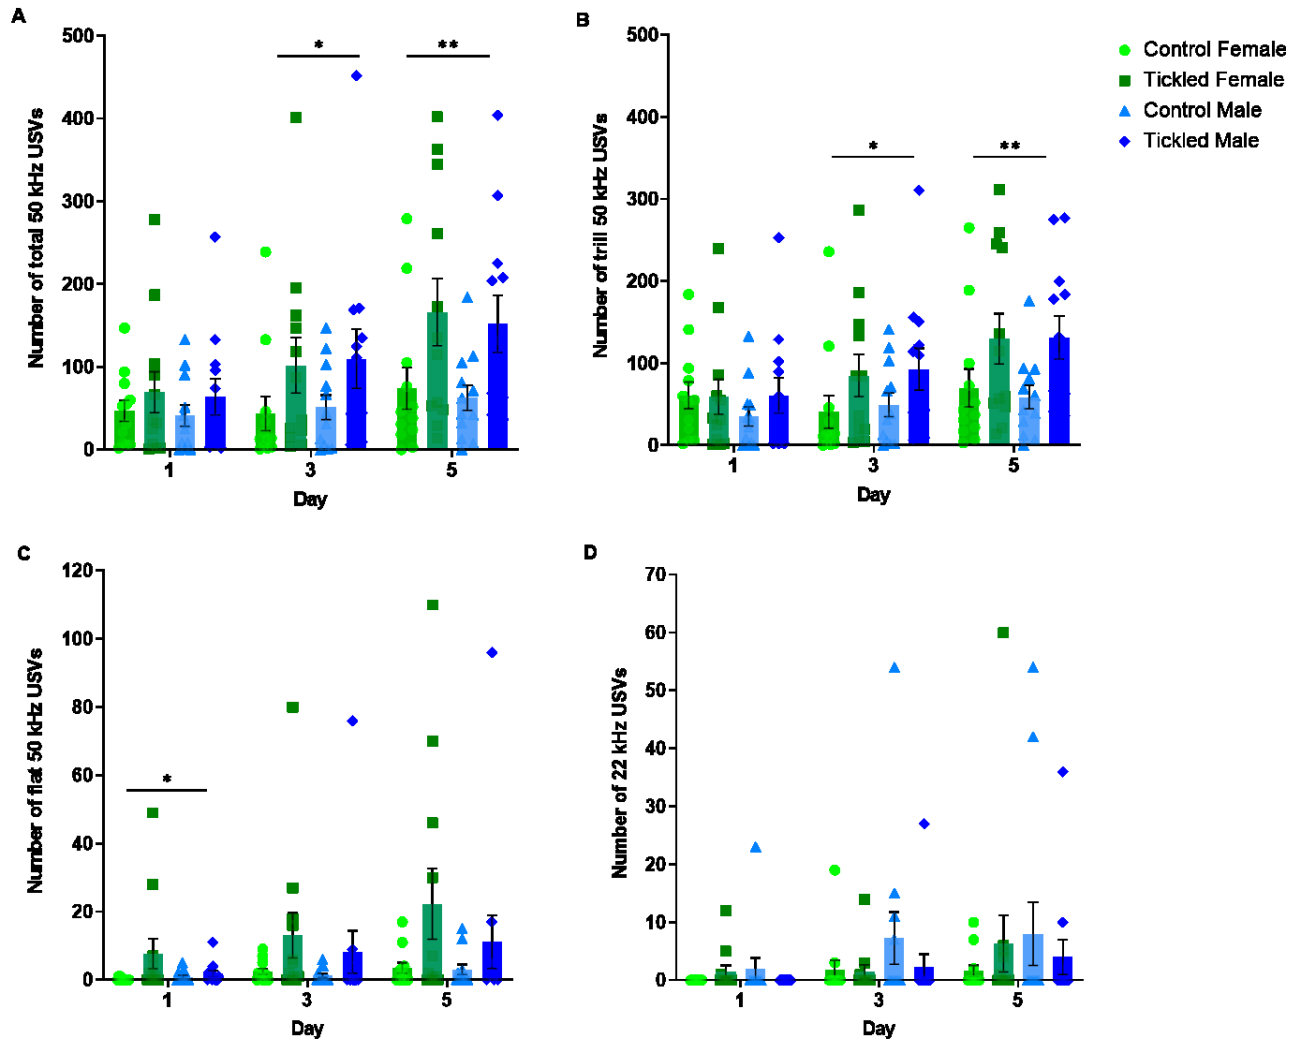 A
Number of total 50 kHz USVs
500
400
300
200
100
0
*
**
1
3
5
Day
B
Number of trill 50 kHz USVs
500
400
300
200
100
0
*
**
1
3
5
Day
Control Female
Tickled Female
Control Male
Tickled Male
C
Number of flat 50 kHz USVs
120
100
80
60
40
20
0
*
1
3
5
Day
D
Number of 22 kHz USVs
70
60
50
40
30
20
10
0
1
3
5
Day